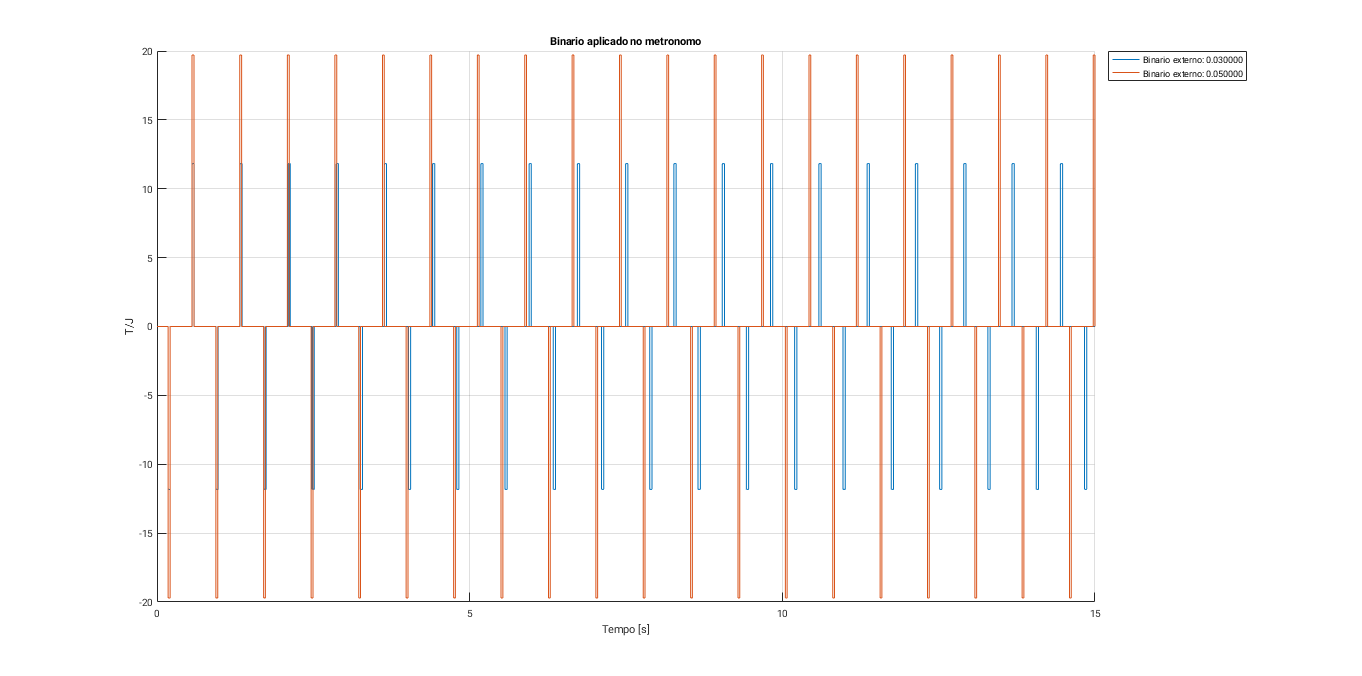 Binario aplicado no metronomo
Binario externo: 0.030000
Binario externo: 0.050000
20
15
10
5
0
-5
-10
-15
-20
T/J
0
5
10
15
Tempo [s]